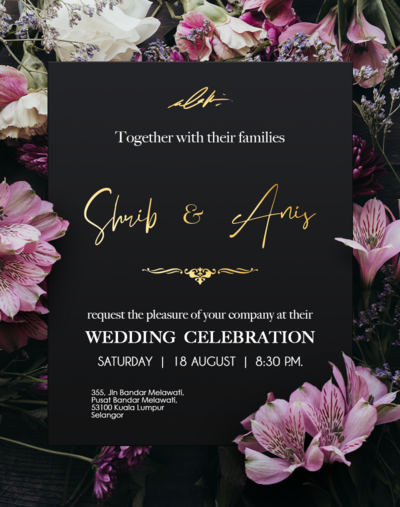 Together with their families
Shrib & Anis
request the pleasure of your company at their
WEDDING CELEBRATION
SATURDAY | 18 AUGUST | 8:30 P.M.
355, Jln Bandar Melawati,
Pusat Bandar Melawati,
53100 Kuala Lumpur
Selangor